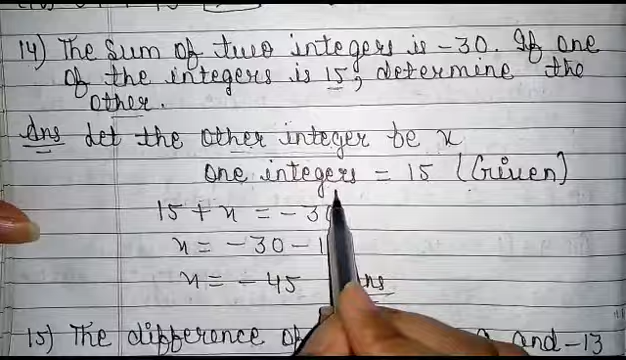 14) The sum of two integers is -30. If one
of the integers is 15, determine the
other.
Ans Let the other integer be x
One integers = 15 (Given)
15 + x = -30
x = -30 - 1
x = -45
15) The difference of and -13